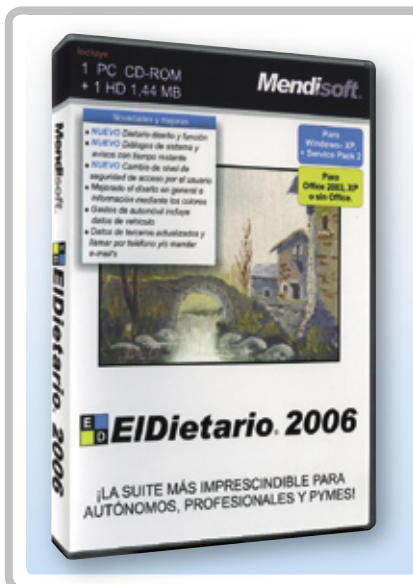 Incluye:
1 PC CD-ROM
+ 1 HD 1,44 MB
Mendisoft.
Novedades y mejoras
• NUEVO Dietario diseño y función
• NUEVO Diálogos de sistema y
avisos con tiempo restante
• NUEVO Cambio de nivel de
seguridad de acceso por el usuario
• Mejorado el diseño en general e
información mediante los colores
• Gastos de automóvil incluye
datos de vehículo
• Datos de terceros actualizados y
llamar por teléfono y/o mandar
e-mail's
Para
Windows XP,
+ Service Pack 2
Para
Office 2003, XP
o sin Office.
ElDietario. 2006
¡LA SUITE MÁS IMPRESCINDIBLE PARA
AUTÓNOMOS, PROFESIONALES Y PYMES!
Mendisoft.
E D ElDietario. 2006
E
D